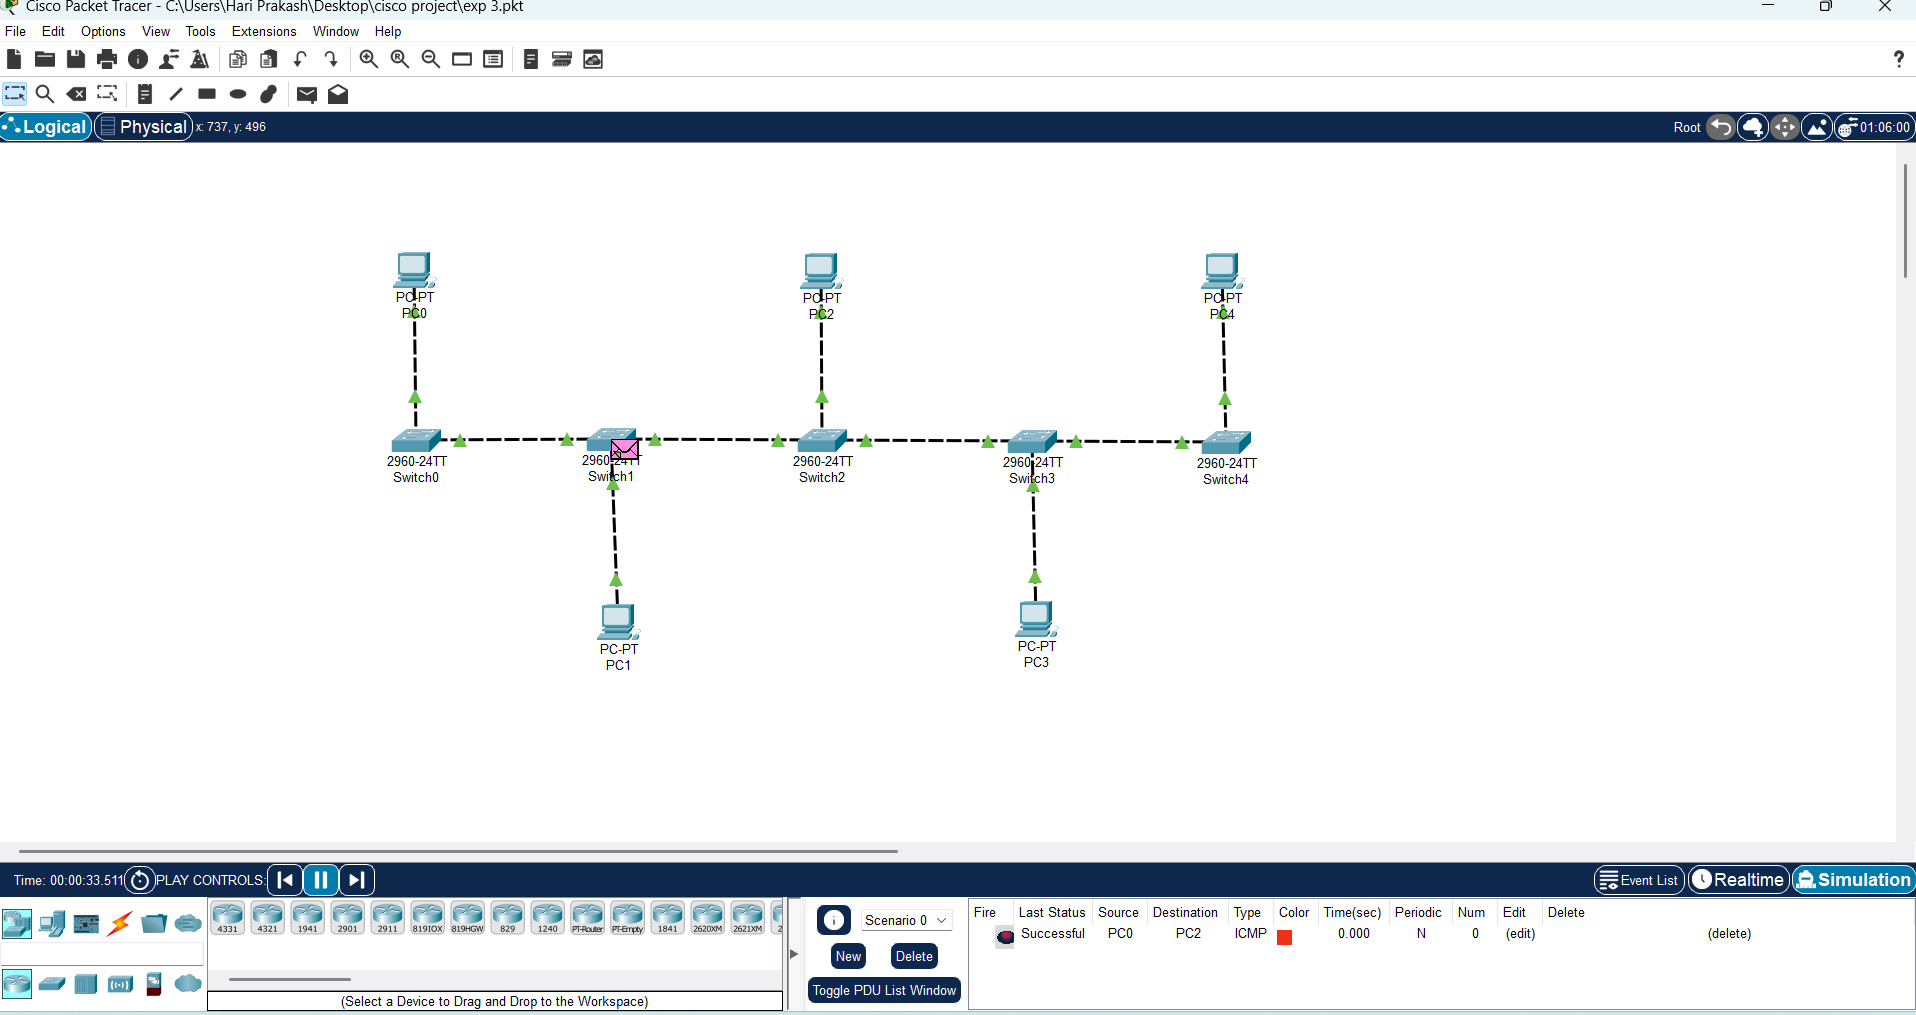 Cisco Packet Tracer - C:\Users\Hari Prakash\Desktop\cisco project\exp 3.pkt
File Edit Options View Tools Extensions Window Help
Logical Physical x: 737, y: 496 Root 01:06:00
PC-PT
PC0
PC-PT
PC2
PC-PT
PC4
2960-24TT
Switch0
2960-24TT
Switch1
2960-24TT
Switch2
2960-24TT
Switch3
2960-24TT
Switch4
PC-PT
PC1
PC-PT
PC3
Time: 00:00:33.511 PLAY CONTROLS: Event List Realtime Simulation
4331 4321 1941 2901 2911 819IOX 819HGW 829 1240 PT-Router PT-Empty 1841 2620XM 2621XM 2
(Select a Device to Drag and Drop to the Workspace)
Scenario 0
New Delete
Toggle PDU List Window
Fire Last Status Source Destination Type Color Time(sec) Periodic Num Edit Delete
Successful PC0 PC2 ICMP 0.000 N 0 (edit) (delete)